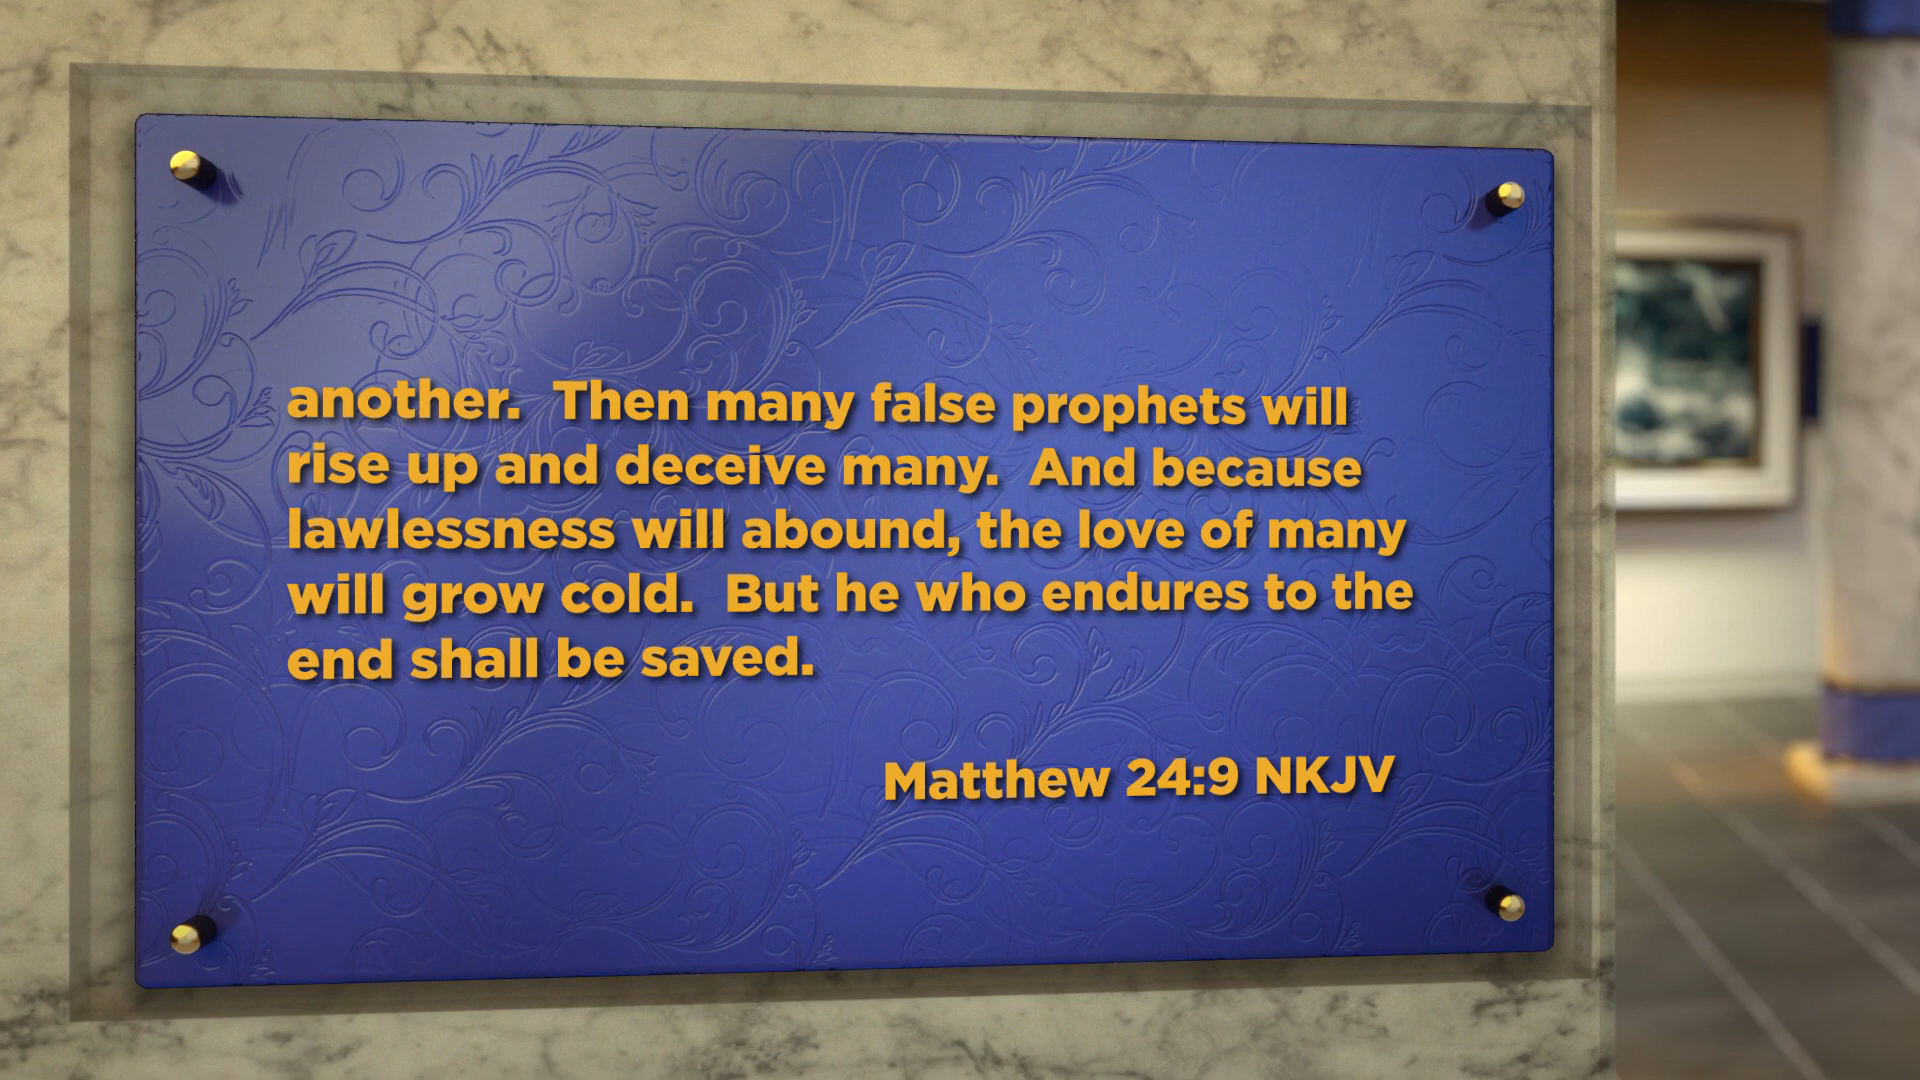 another.  Then many false prophets will
rise up and deceive many.  And because
lawlessness will abound, the love of many
will grow cold.  But he who endures to the
end shall be saved.
Matthew 24:9 NKJV